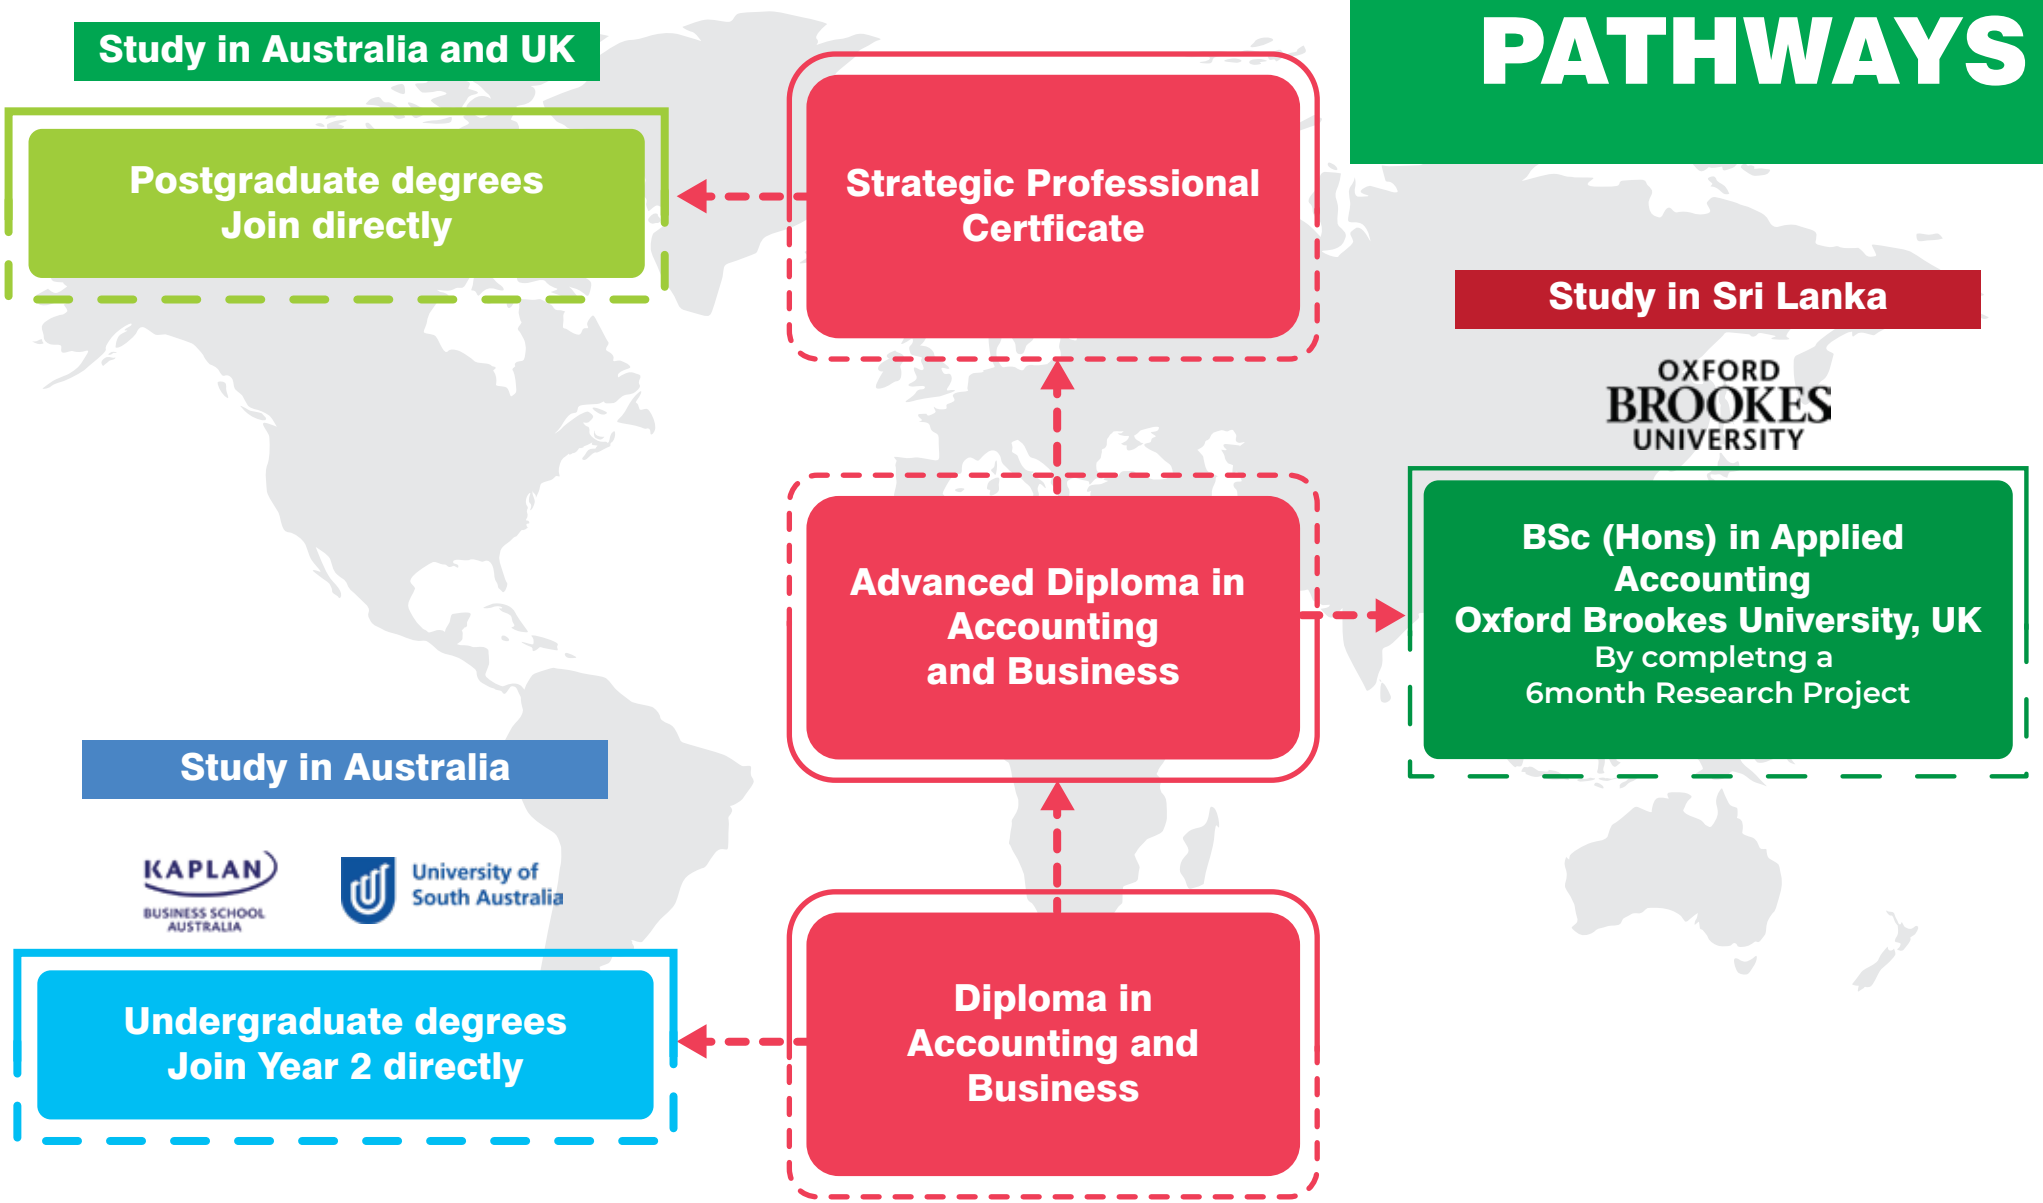 PATHWAYS
Study in Australia and UK
Postgraduate degrees
Join directly
Strategic Professional
Certficate
Study in Sri Lanka
OXFORD
BROOKES
UNIVERSITY
BSc (Hons) in Applied
Accounting
Oxford Brookes University, UK
By completng a
6month Research Project
Advanced Diploma in
Accounting
and Business
Study in Australia
KAPLAN
BUSINESS SCHOOL
AUSTRALIA
University of
South Australia
Undergraduate degrees
Join Year 2 directly
Diploma in
Accounting and
Business